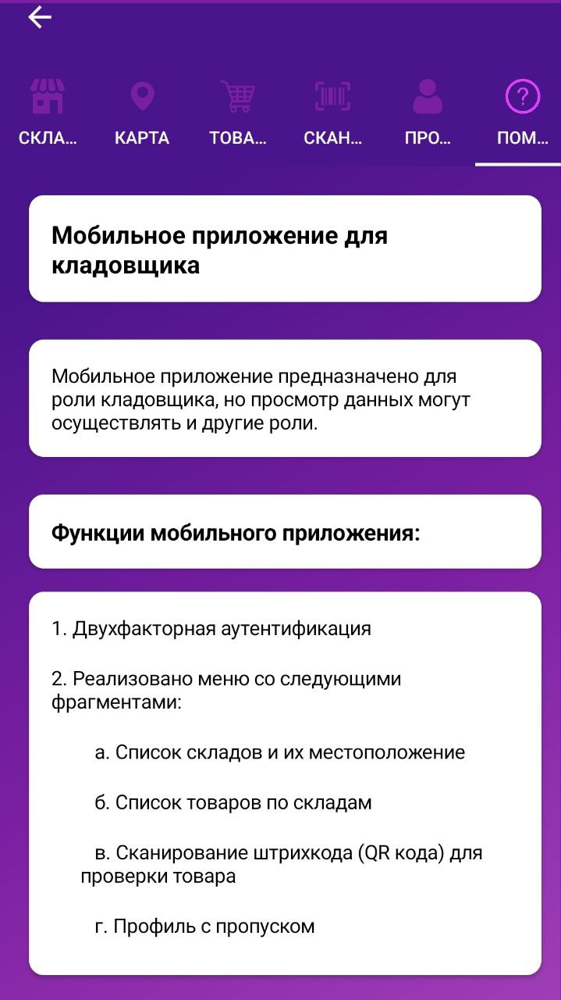 СКЛА...
КАРТА
ТОВА...
СКАН...
ПРО...
ПОМ...
Мобильное приложение для
кладовщика
Мобильное приложение предназначено для
роли кладовщика, но просмотр данных могут
осуществлять и другие роли.
Функции мобильного приложения:
1. Двухфакторная аутентификация
2. Реализовано меню со следующими
фрагментами:
а. Список складов и их местоположение
б. Список товаров по складам
в. Сканирование штрихкода (QR кода) для
проверки товара
г. Профиль с пропуском